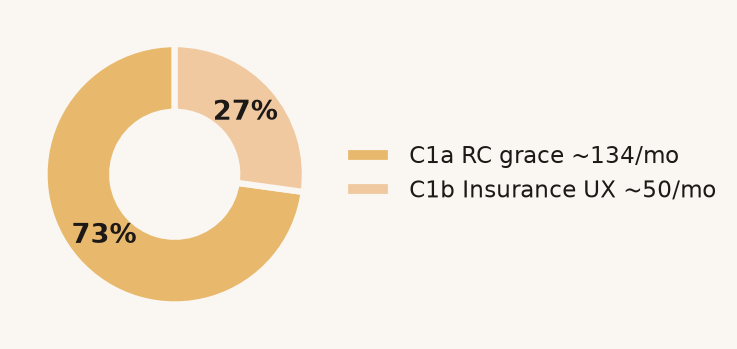 27%
73%
C1a RC grace ~134/mo
C1b Insurance UX ~50/mo